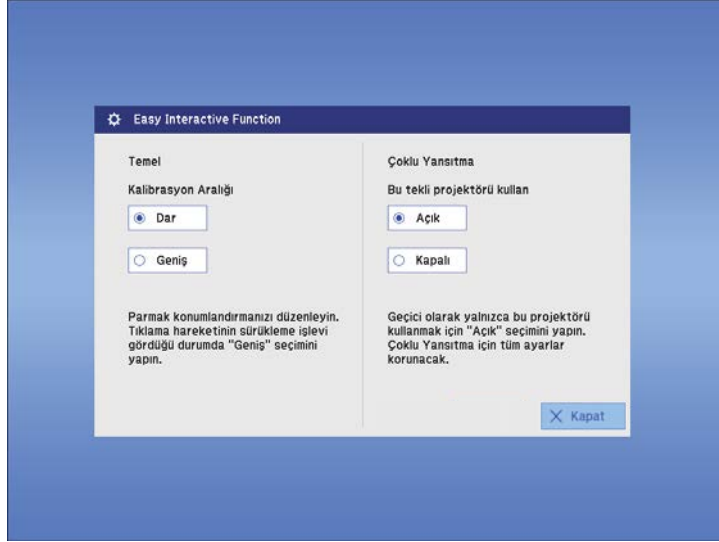 Easy Interactive Function
Temel
Kalibrasyon Aralığı
Dar
Geniş
Parmak konumlandırmanızı düzenleyin.
Tıklama hareketinin sürükleme işlevi
gördüğü durumda "Geniş" seçimini
yapın.
Çoklu Yansıtma
Bu tekli projektörü kullan
Açık
Kapalı
Geçici olarak yalnızca bu projektörü
kullanmak için "Açık" seçimini yapın.
Çoklu Yansıtma için tüm ayarlar
korunacak.
Kapat